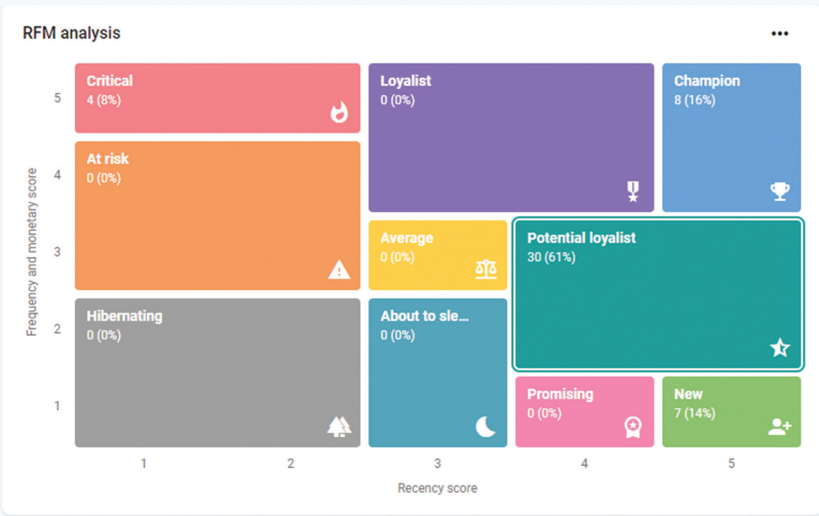 RFM analysis
Critical
4 (8%)
Loyalist
0 (0%)
Champion
8 (16%)
At risk
0 (0%)
Average
0 (0%)
Potential loyalist
30 (61%)
Hibernating
0 (0%)
About to sle...
0 (0%)
Promising
0 (0%)
New
7 (14%)
5
4
3
2
1
Frequency and monetary score
1 2 3 4 5
Recency score